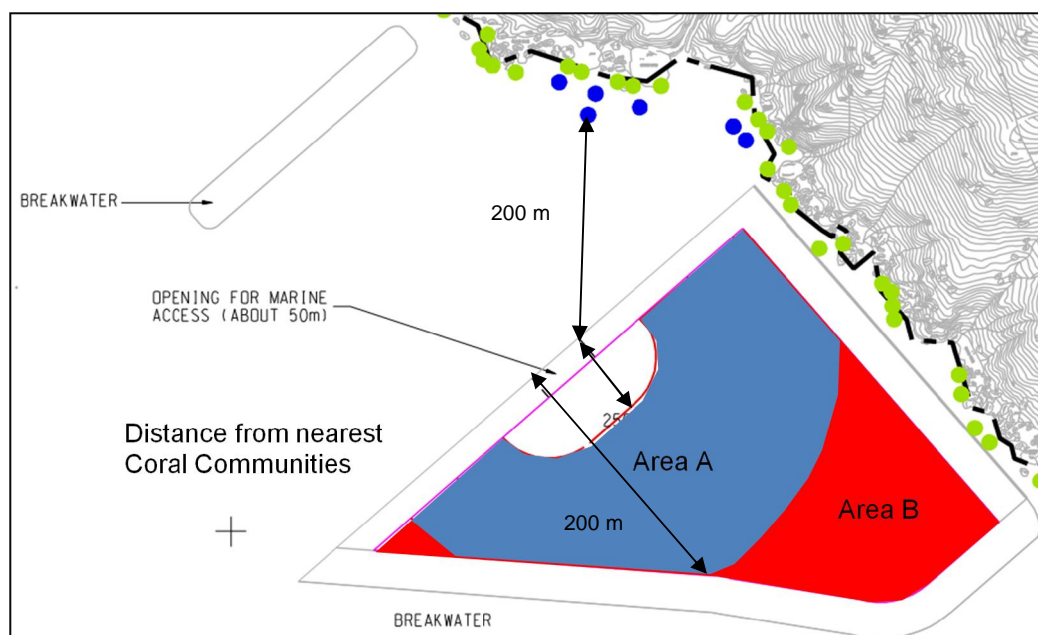 BREAKWATER
200 m
OPENING FOR MARINE
ACCESS (ABOUT 50m)
Distance from nearest
Coral Communities
Area A
Area B
200 m
BREAKWATER